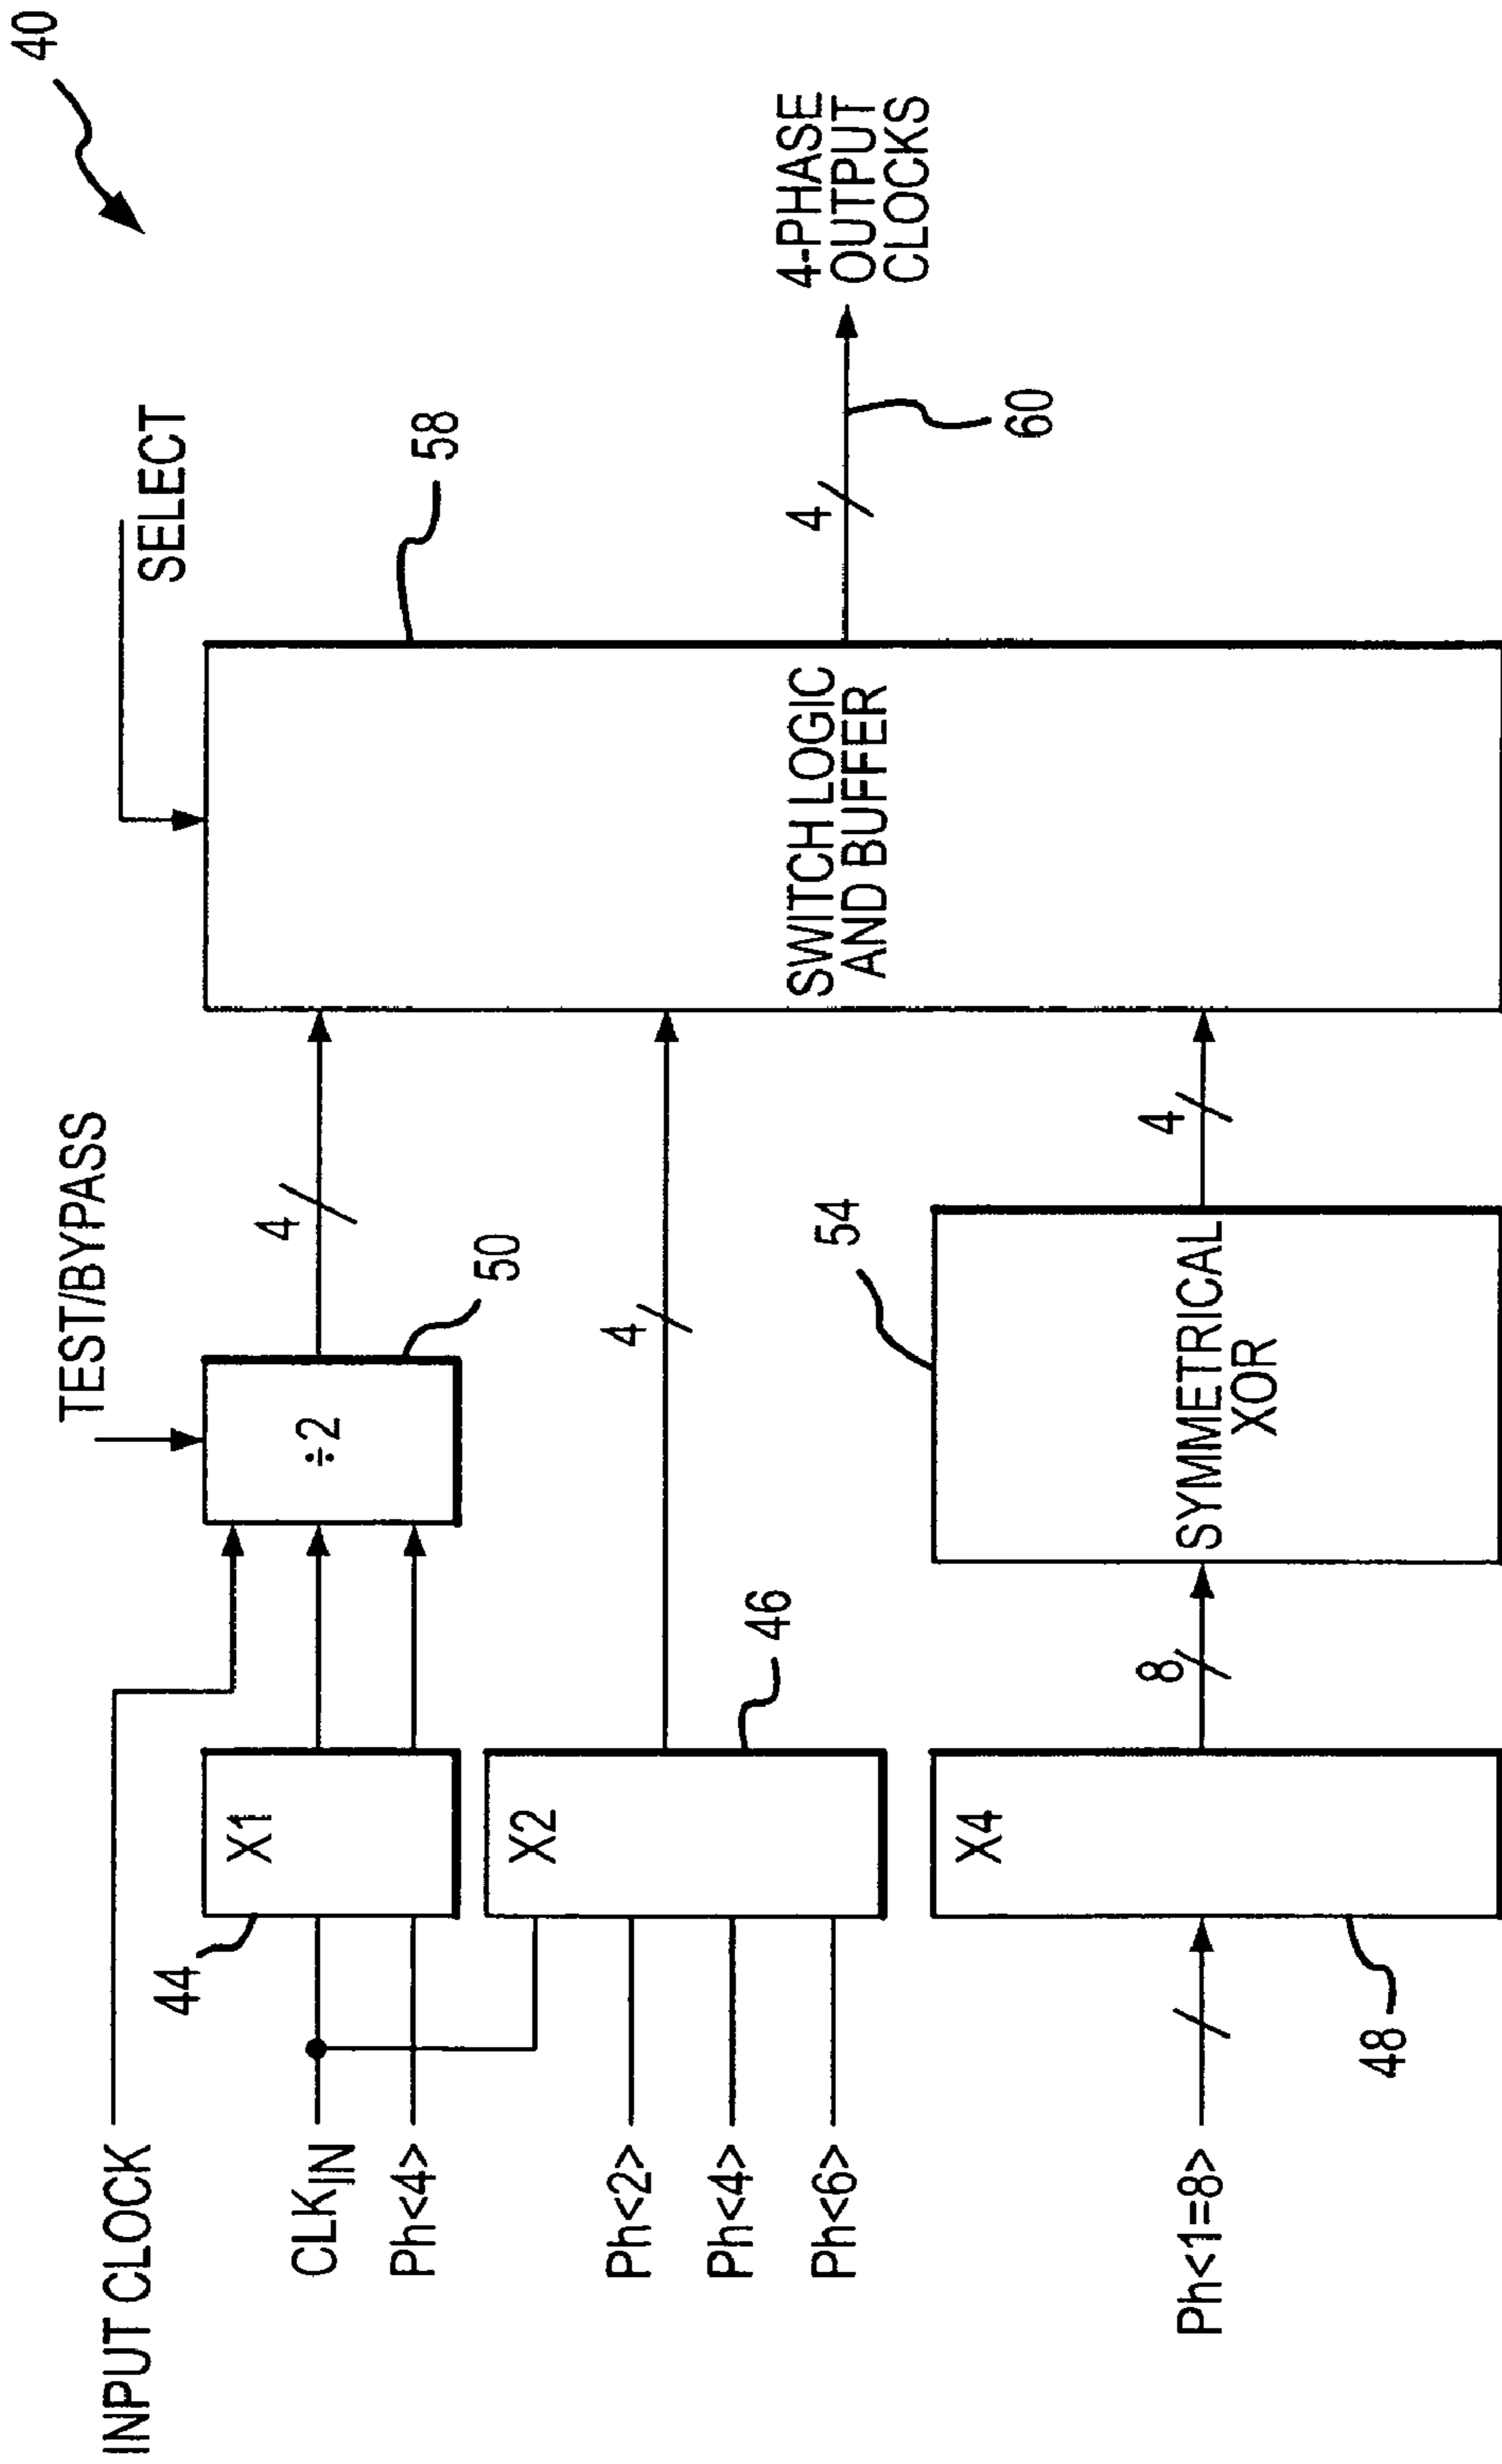 40
INPUT CLOCK
TEST/BYPASS
SELECT
CLK_IN
Ph<4>
44
X1
÷2
50
4
58
Ph<2>
Ph<4>
Ph<6>
X2
46
4
SWITCH LOGIC
AND BUFFER
4
60
4-PHASE
OUTPUT
CLOCKS
Ph<1=8>
X4
48
8
SYMMETRICAL
XOR
54
4